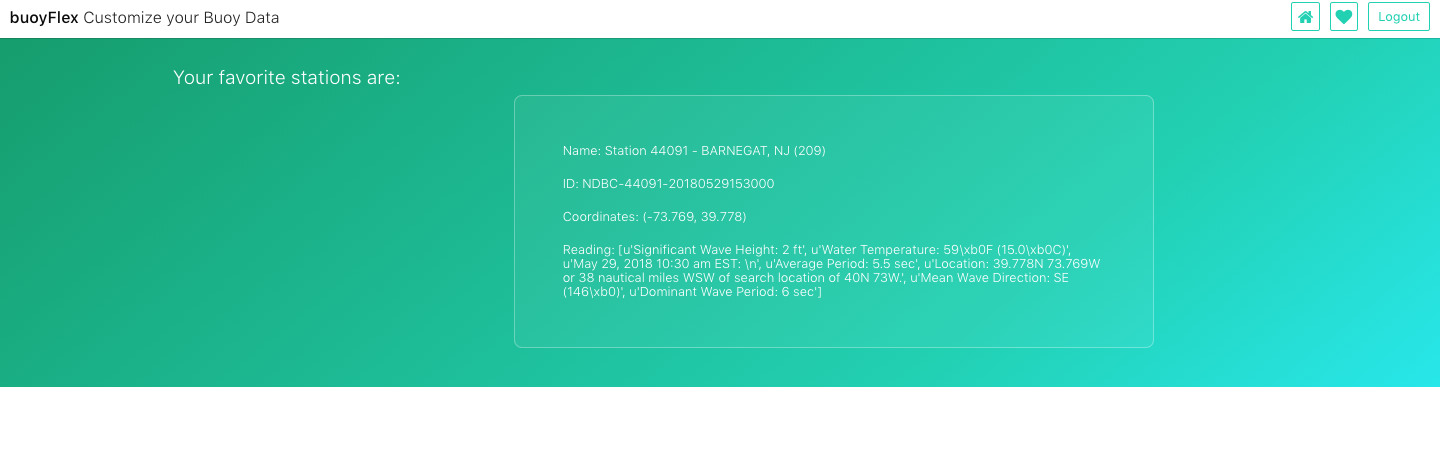 buoyFlex Customize your Buoy Data
Logout
Your favorite stations are:
Name: Station 44091 - BARNEGAT, NJ (209)
ID: NDBC-44091-20180529153000
Coordinates: (-73.769, 39.778)
Reading: [u'Significant Wave Height: 2 ft', u'Water Temperature: 59\xb0F (15.0\xb0C)',
u'May 29, 2018 10:30 am EST: \n', u'Average Period: 5.5 sec', u'Location: 39.778N 73.769W
or 38 nautical miles WSW of search location of 40N 73W.', u'Mean Wave Direction: SE
(146\xb0)', u'Dominant Wave Period: 6 sec']